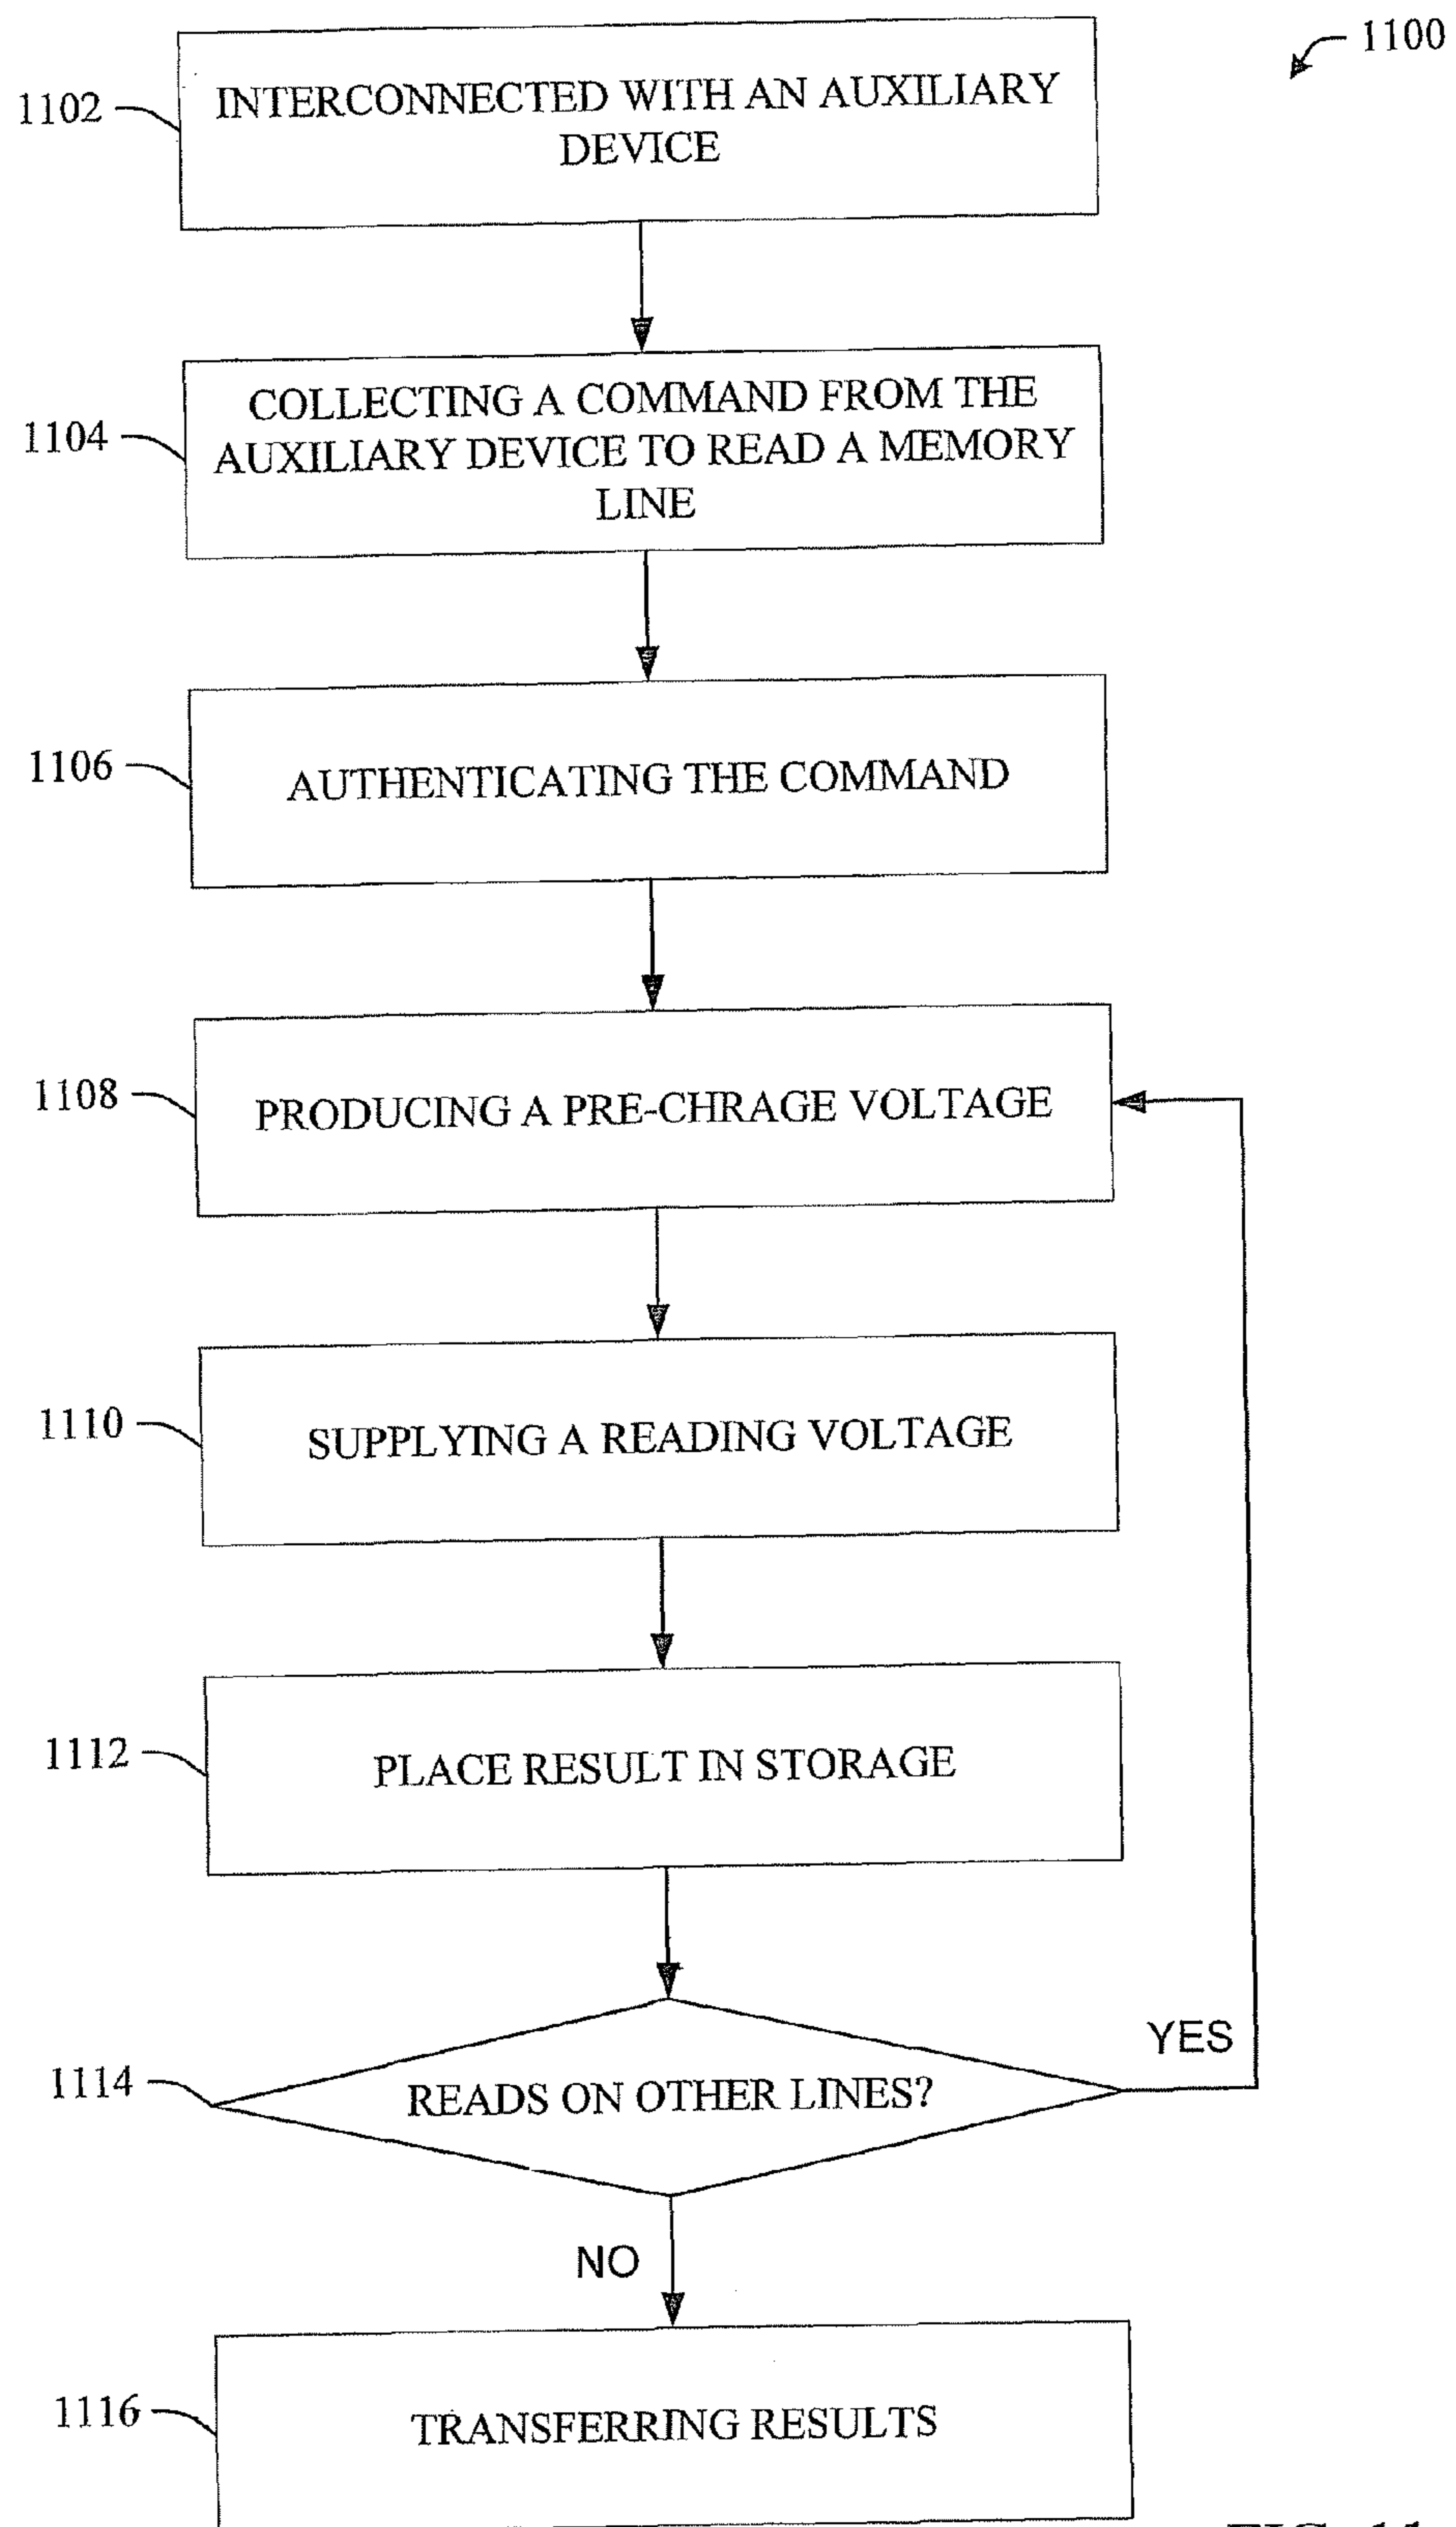 1100
1102
INTERCONNECTED WITH AN AUXILIARY
DEVICE
1104
COLLECTING A COMMAND FROM THE
AUXILIARY DEVICE TO READ A MEMORY
LINE
1106
AUTHENTICATING THE COMMAND
1108
PRODUCING A PRE-CHRAGE VOLTAGE
1110
SUPPLYING A READING VOLTAGE
1112
PLACE RESULT IN STORAGE
1114
READS ON OTHER LINES?
YES
NO
1116
TRANSFERRING RESULTS
FIG. 11